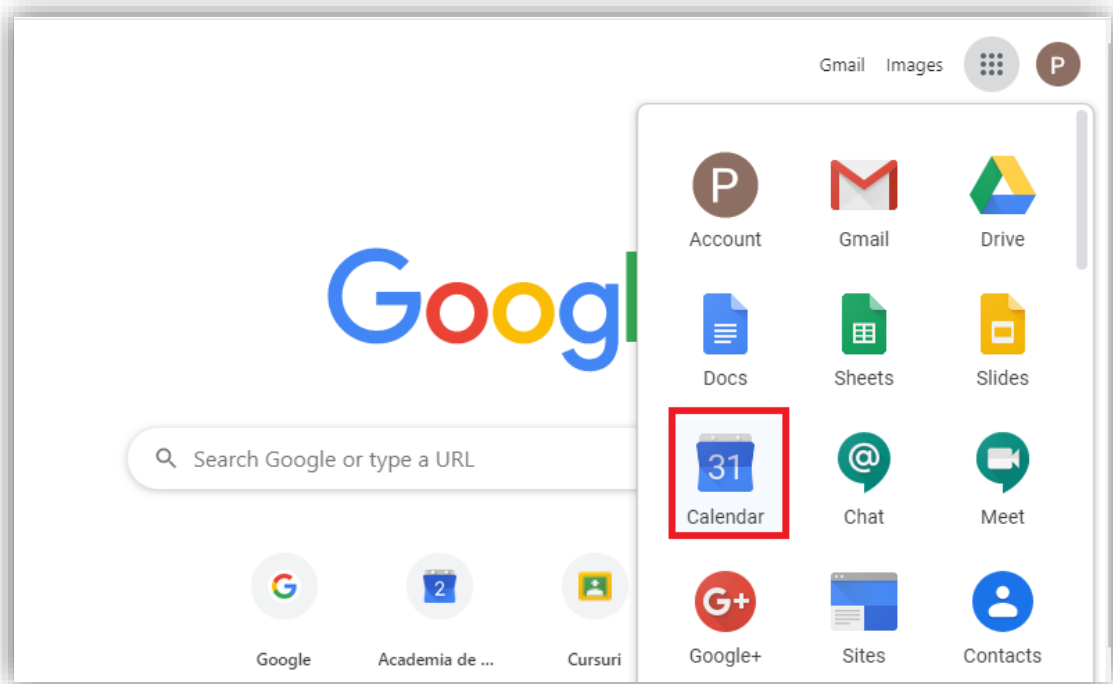 Gmail Images P
P
Account Gmail Drive
Googl
Docs Sheets Slides
Search Google or type a URL
31 @
Calendar Chat Meet
G 2 G+
Google Academia de ... Cursuri
Google+ Sites Contacts